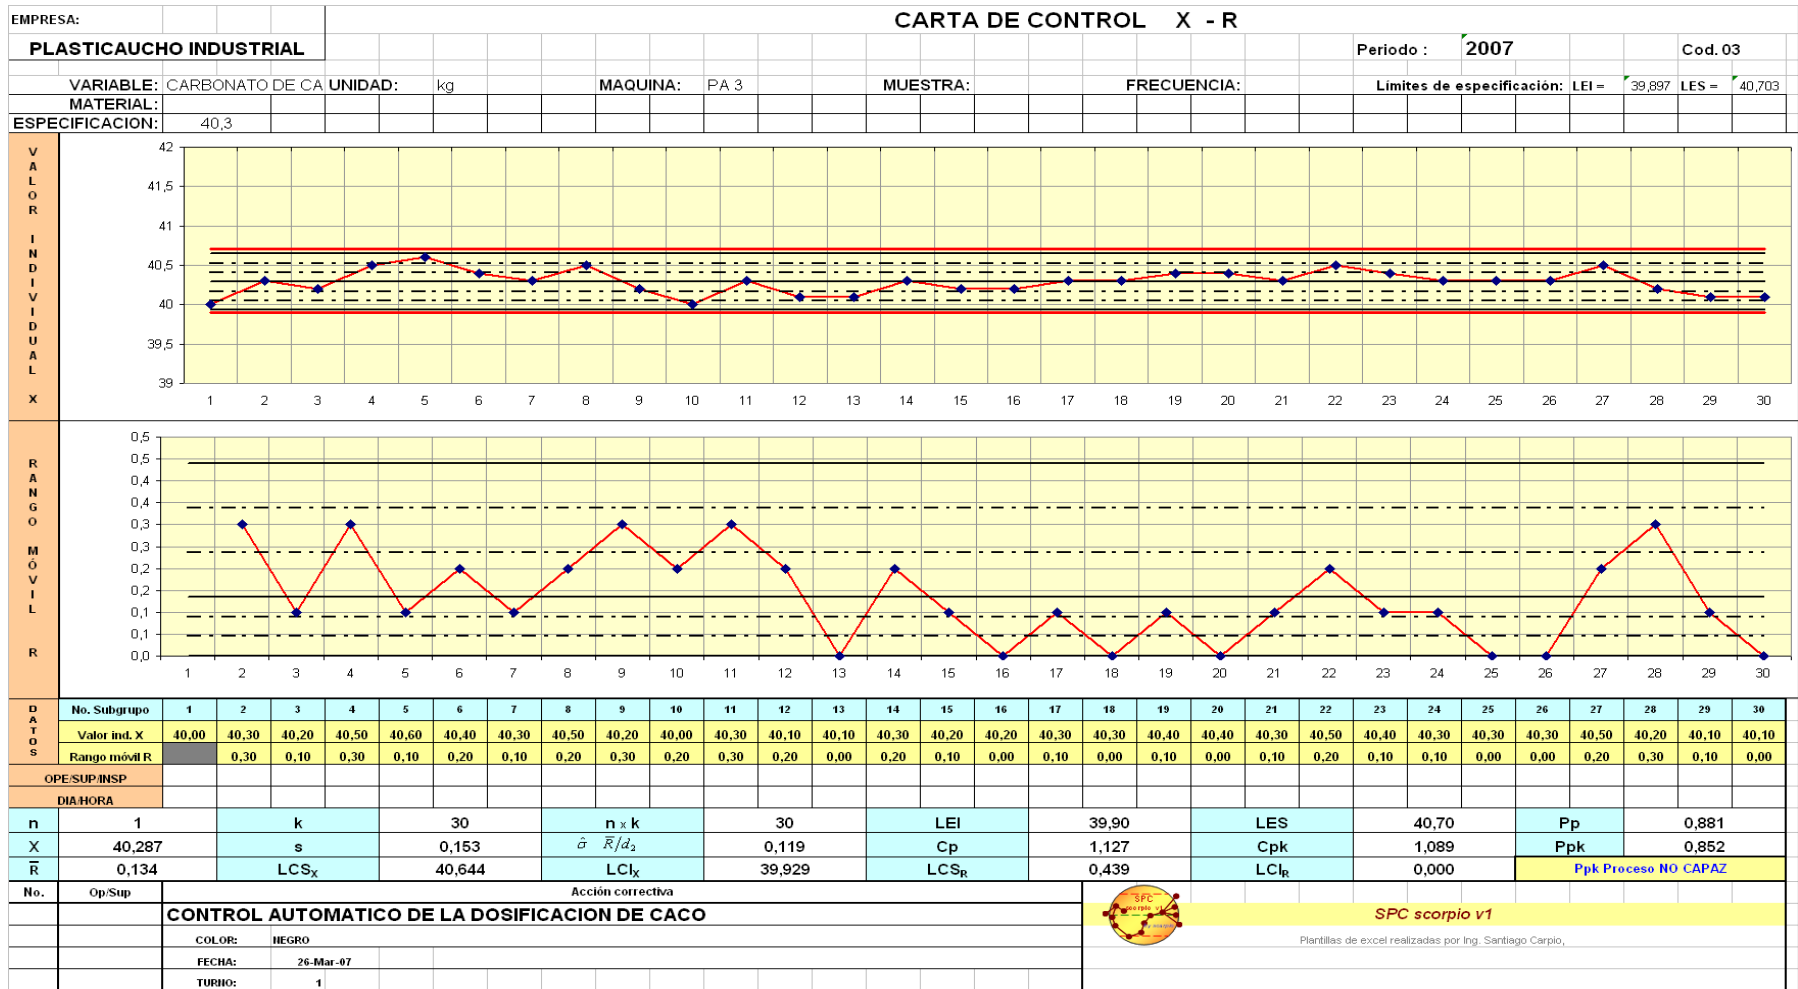 EMPRESA:
CARTA DE CONTROL X - R
PLASTICAUCHO INDUSTRIAL
Periodo : 2007 Cod. 03
VARIABLE: CARBONATO DE CA UNIDAD: kg MAQUINA: PA 3 MUESTRA: FRECUENCIA: Límites de especificación: LEI = 39,897 LES = 40,703
MATERIAL:
ESPECIFICACION: 40,3
VALOR INDIVIDUAL X
42
41,5
41
40,5
40
39,5
39
1 2 3 4 5 6 7 8 9 10 11 12 13 14 15 16 17 18 19 20 21 22 23 24 25 26 27 28 29 30
RANGO MÓVIL R
0,5
0,5
0,4
0,4
0,3
0,3
0,2
0,2
0,1
0,1
0,0
1 2 3 4 5 6 7 8 9 10 11 12 13 14 15 16 17 18 19 20 21 22 23 24 25 26 27 28 29 30
DATOS
No. Subgrupo 1 2 3 4 5 6 7 8 9 10 11 12 13 14 15 16 17 18 19 20 21 22 23 24 25 26 27 28 29 30
Valor ind. X 40,00 40,30 40,20 40,50 40,60 40,40 40,30 40,50 40,20 40,00 40,30 40,10 40,10 40,30 40,20 40,20 40,30 40,30 40,40 40,40 40,30 40,50 40,40 40,30 40,30 40,30 40,50 40,20 40,10 40,10
Rango móvil R 0,30 0,10 0,30 0,10 0,20 0,10 0,20 0,30 0,20 0,30 0,20 0,00 0,20 0,10 0,00 0,10 0,00 0,10 0,00 0,10 0,20 0,10 0,10 0,00 0,00 0,20 0,30 0,10 0,00
OPE/SUP/INSP
DIA/HORA
n 1 k 30 n x k 30 LEI 39,90 LES 40,70 Pp 0,881
X 40,287 s 0,153 σ̂ R̅/d₂ 0,119 Cp 1,127 Cpk 1,089 Ppk 0,852
R̅ 0,134 LCSX 40,644 LCIX 39,929 LCSR 0,439 LCIR 0,000 Ppk Proceso NO CAPAZ
No. Op/Sup Acción correctiva
CONTROL AUTOMATICO DE LA DOSIFICACION DE CACO
COLOR: NEGRO
FECHA: 26-Mar-07
TURNO: 1
SPC
scorpio v1
SPC scorpio v1
Plantillas de excel realizadas por Ing. Santiago Carpio,